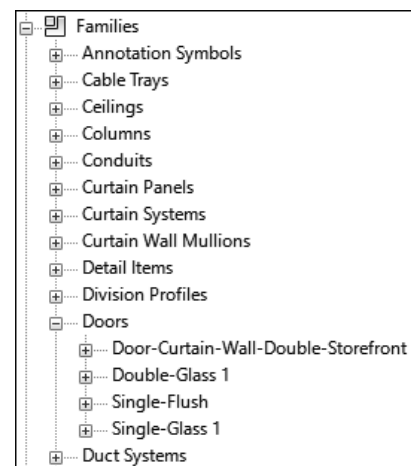 Families
Annotation Symbols
Cable Trays
Ceilings
Columns
Conduits
Curtain Panels
Curtain Systems
Curtain Wall Mullions
Detail Items
Division Profiles
Doors
Door-Curtain-Wall-Double-Storefront
Double-Glass 1
Single-Flush
Single-Glass 1
Duct Systems